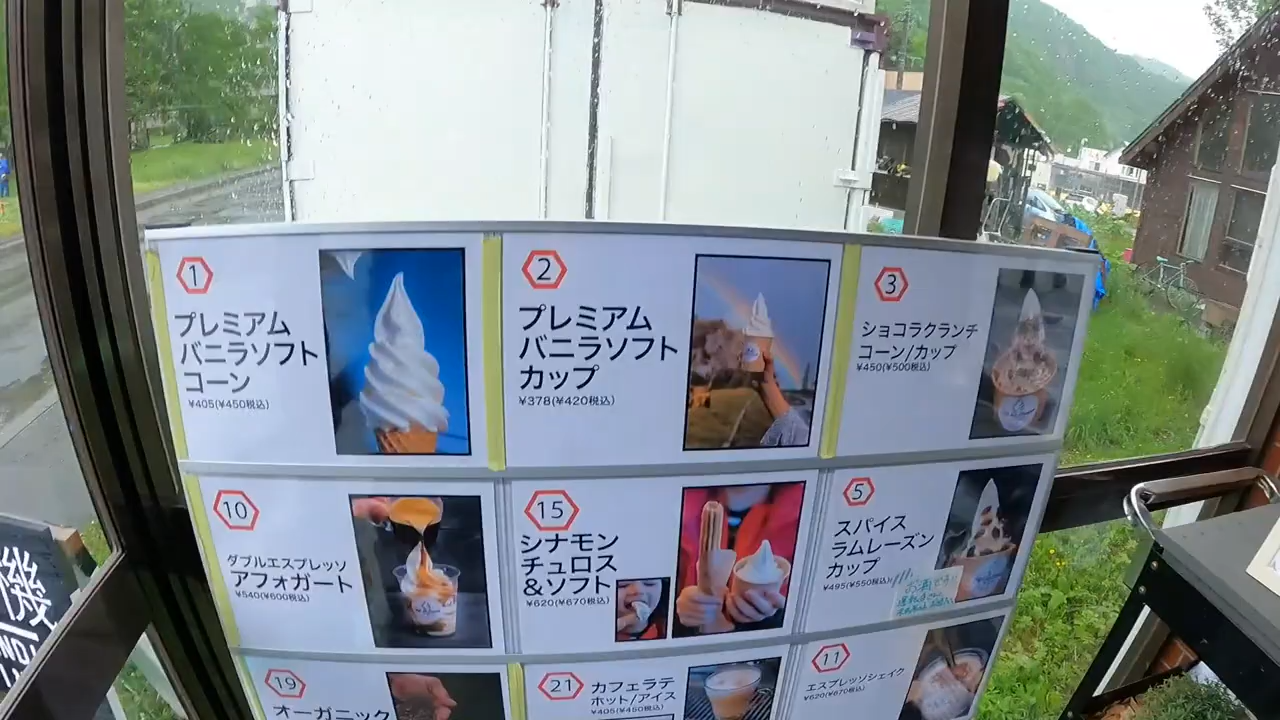 1
プレミアム
バニラソフト
コーン
¥405(¥450税込)
2
プレミアム
バニラソフト
カップ
¥378(¥420税込)
3
ショコラクランチ
コーン/カップ
¥450(¥500税込)
10
ダブルエスプレッソ
アフォガート
¥540(¥600税込)
15
シナモン
チュロス
&ソフト
¥620(¥670税込)
5
スパイス
ラムレーズン
カップ
¥495(¥550税込)
19
オーガニック
21
カフェラテ
ホット/アイス
¥405(¥450税込)
11
エスプレッソシェイク
¥620(¥670税込)